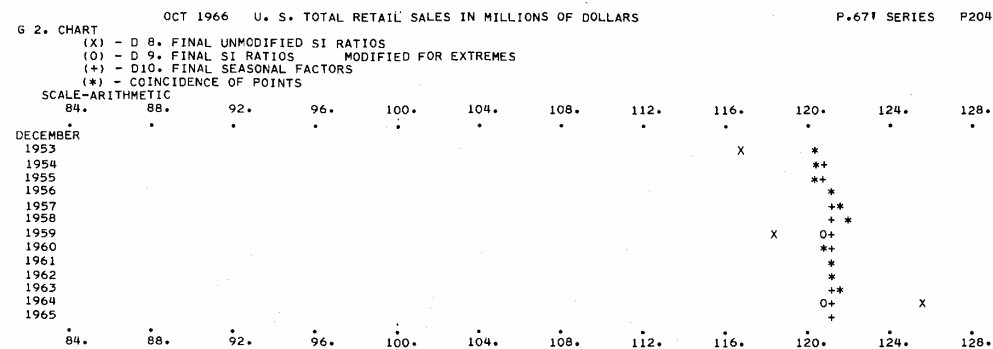 OCT 1966 U. S. TOTAL RETAIL SALES IN MILLIONS OF DOLLARS P.67 SERIES P204
G 2. CHART
(X) - D 8. FINAL UNMODIFIED SI RATIOS
(O) - D 9. FINAL SI RATIOS MODIFIED FOR EXTREMES
(+) - D10. FINAL SEASONAL FACTORS
(*) - COINCIDENCE OF POINTS
SCALE-ARITHMETIC
84. 88. 92. 96. 100. 104. 108. 112. 116. 120. 124. 128.
. . . . . . . . . . . .
DECEMBER
1953 X *
1954 *+
1955 *+
1956 *
1957 +*
1958 + *
1959 X O+
1960 *+
1961 *
1962 *
1963 +*
1964 O+ X
1965 +
. . . . . . . . . . . .
84. 88. 92. 96. 100. 104. 108. 112. 116. 120. 124. 128.